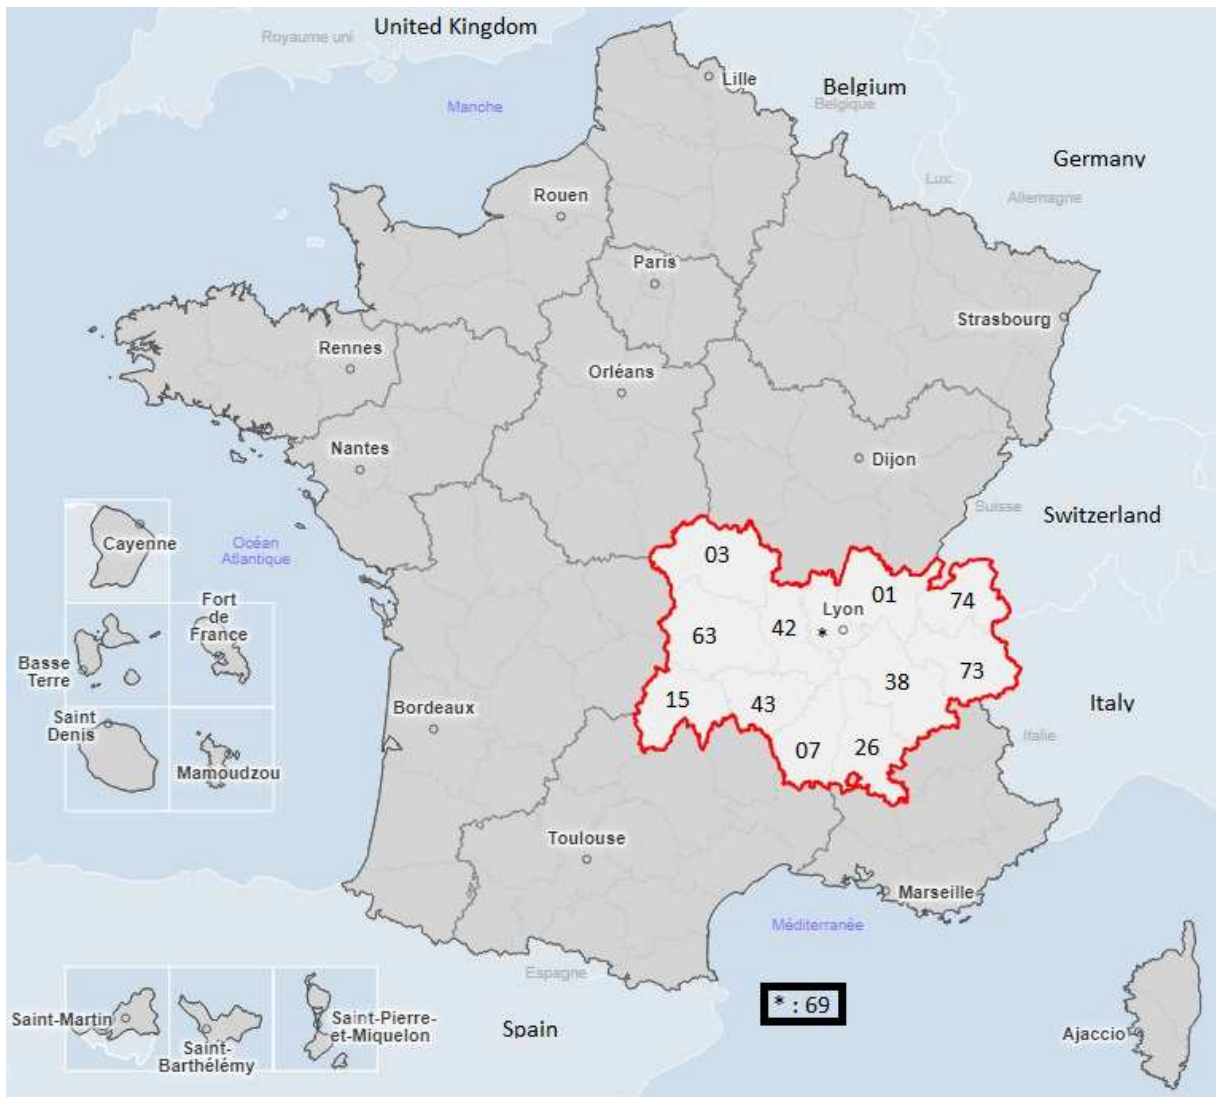 United Kingdom
Royaume uni
Lille
Belgium
Belgique
Manche
Germany
Lux.
Allemagne
Rouen
Paris
Strasbourg
Rennes
Orléans
Nantes
Dijon
Suisse
Switzerland
Cayenne
Océan
Atlantique
03
01
74
Fort
de
France
Lyon
42
*
63
Basse
Terre
38
73
15
43
Italy
Bordeaux
Saint
Denis
Italie
07
26
Mamoudzou
Toulouse
Marseille
Méditerranée
Espagne
* : 69
Saint-Martin
Saint-
Barthélémy
Saint-Pierre-
et-Miquelon
Spain
Ajaccio